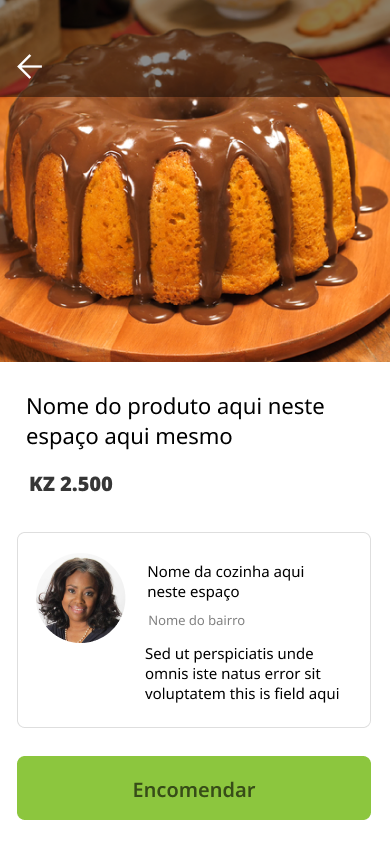 Nome do produto aqui neste
espaço aqui mesmo
KZ 2.500
Nome da cozinha aqui
neste espaço
Nome do bairro
Sed ut perspiciatis unde
omnis iste natus error sit
voluptatem this is field aqui
Encomendar